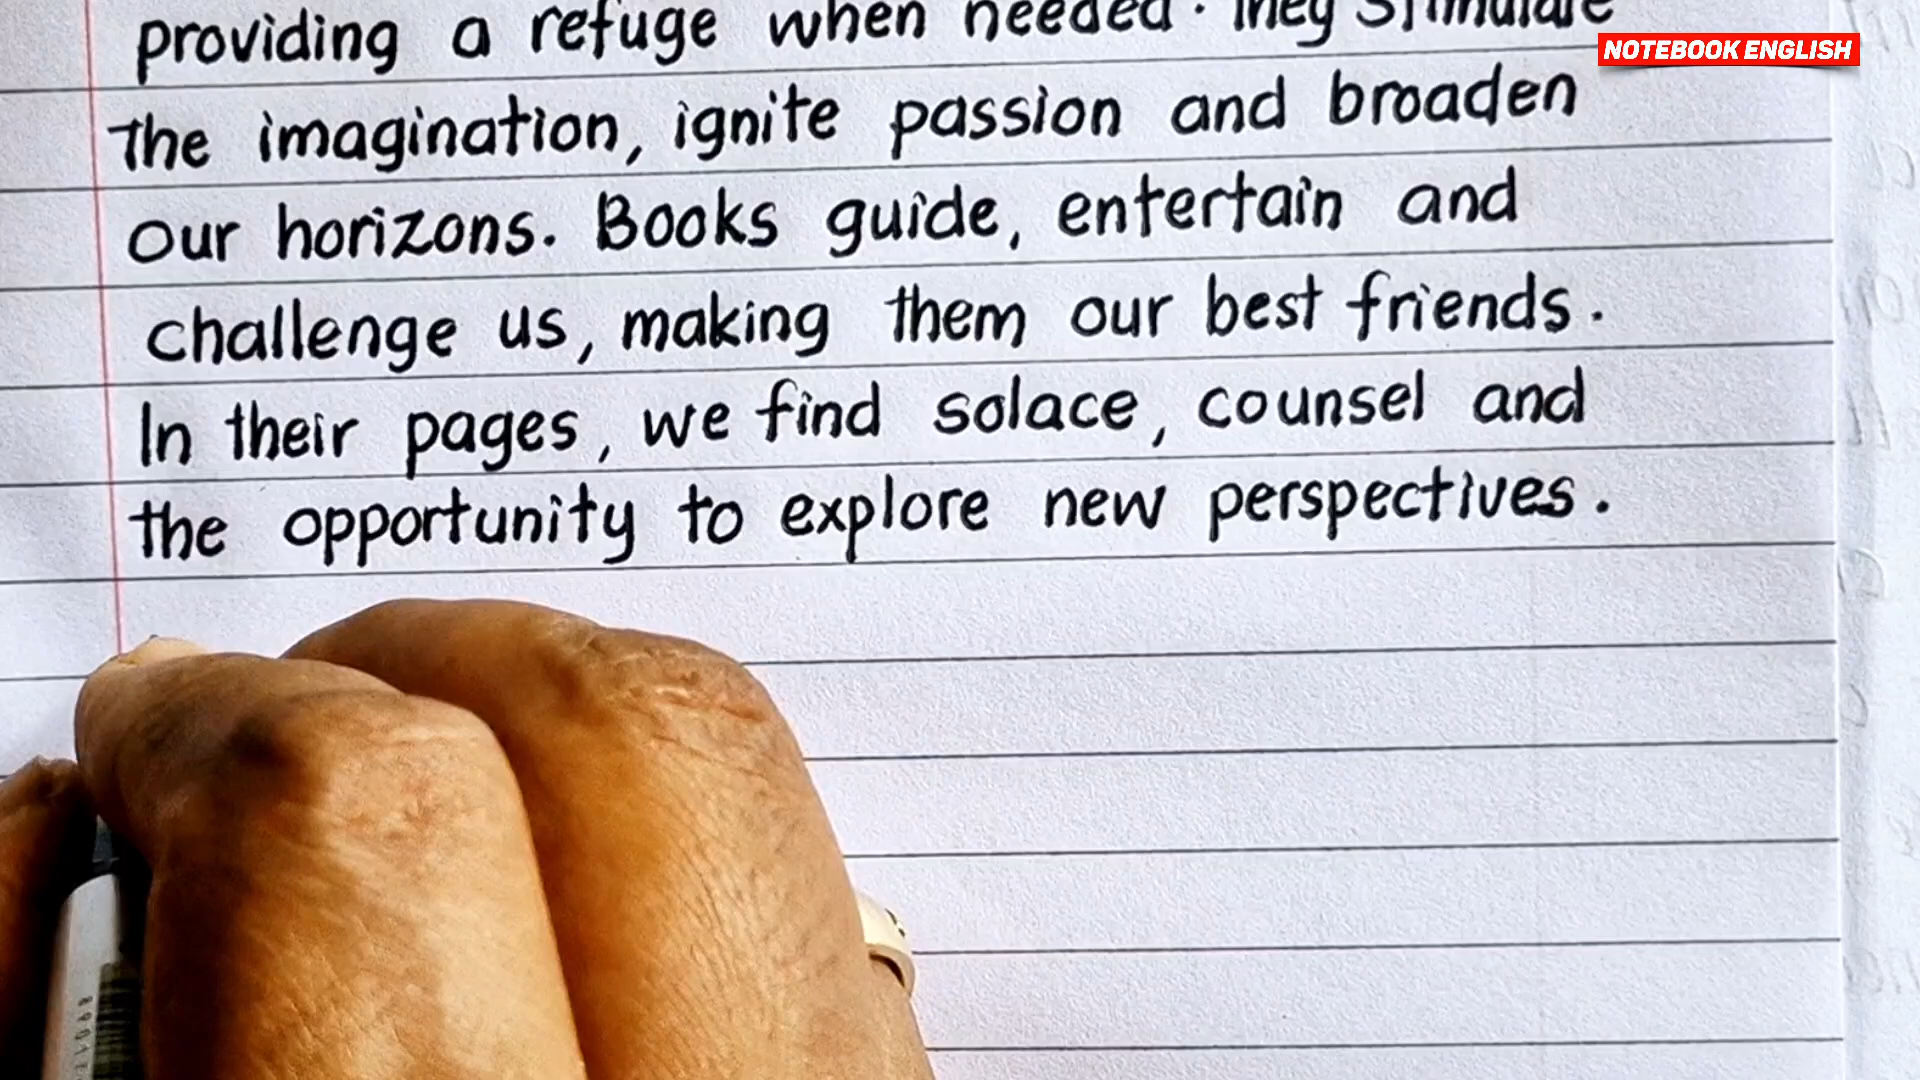 providing a refuge when needed. They stimulate
NOTEBOOK ENGLISH
the imagination, ignite passion and broaden
our horizons. Books guide, entertain and
challenge us, making them our best friends.
In their pages, we find solace, counsel and
the opportunity to explore new perspectives.